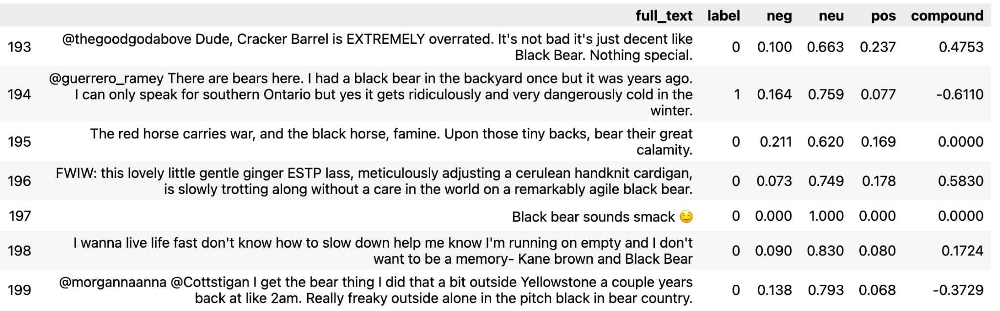 full_text label neg neu pos compound
193 @thegoodgodabove Dude, Cracker Barrel is EXTREMELY overrated. It's not bad it's just decent like 0 0.100 0.663 0.237 0.4753
Black Bear. Nothing special.
@guerrero_ramey There are bears here. I had a black bear in the backyard once but it was years ago.
194 I can only speak for southern Ontario but yes it gets ridiculously and very dangerously cold in the 1 0.164 0.759 0.077 -0.6110
winter.
195 The red horse carries war, and the black horse, famine. Upon those tiny backs, bear their great 0 0.211 0.620 0.169 0.0000
calamity.
196 FWIW: this lovely little gentle ginger ESTP lass, meticulously adjusting a cerulean handknit cardigan, 0 0.073 0.749 0.178 0.5830
is slowly trotting along without a care in the world on a remarkably agile black bear.
197 Black bear sounds smack 🤤 0 0.000 1.000 0.000 0.0000
198 I wanna live life fast don't know how to slow down help me know I'm running on empty and I don't 0 0.090 0.830 0.080 0.1724
want to be a memory- Kane brown and Black Bear
199 @morgannaanna @Cottstigan I get the bear thing I did that a bit outside Yellowstone a couple years 0 0.138 0.793 0.068 -0.3729
back at like 2am. Really freaky outside alone in the pitch black in bear country.